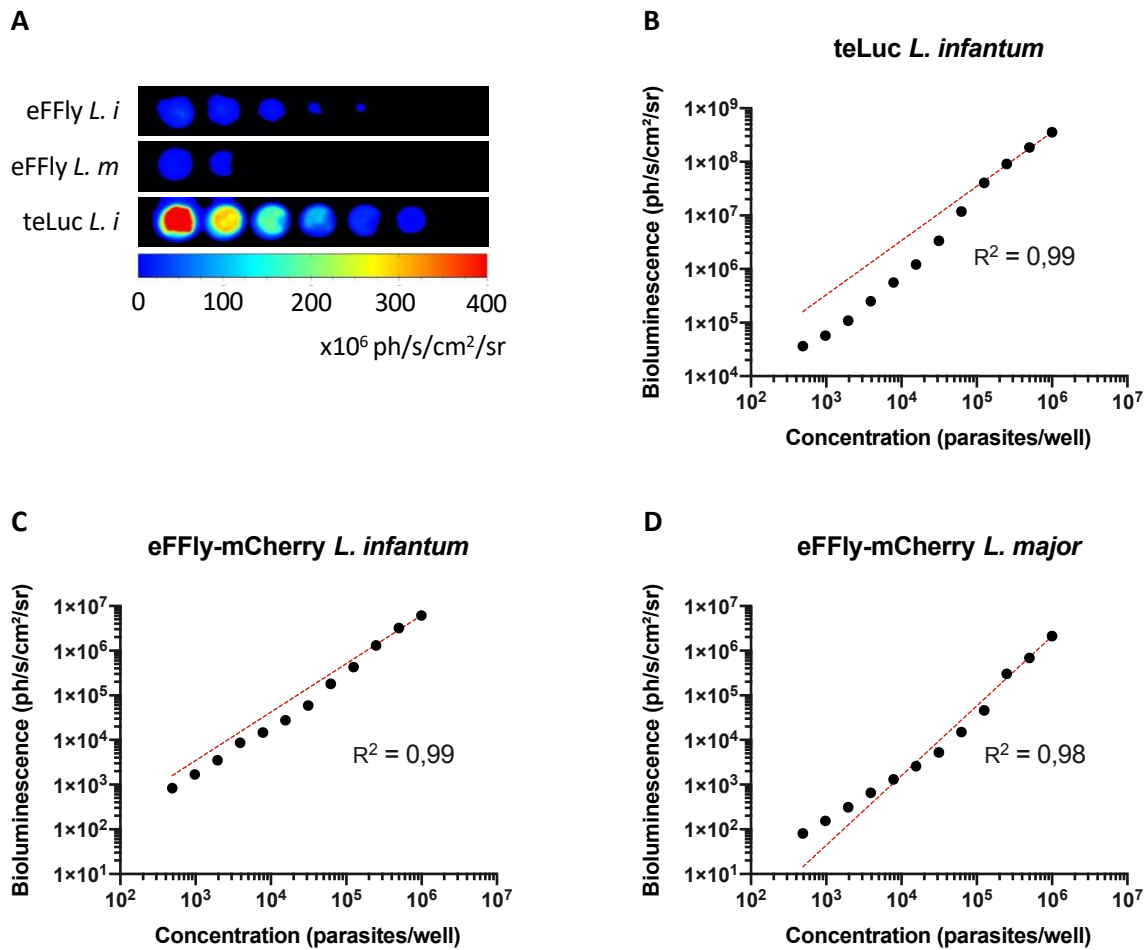 A
eFFly L. i
eFFly L. m
teLuc L. i
0 100 200 300 400
x10⁶ ph/s/cm²/sr
B
teLuc L. infantum
Bioluminescence (ph/s/cm²/sr)
1×10⁹
1×10⁸
1×10⁷
1×10⁶
1×10⁵
1×10⁴
R² = 0,99
10² 10³ 10⁴ 10⁵ 10⁶ 10⁷
Concentration (parasites/well)
C
eFFly-mCherry L. infantum
Bioluminescence (ph/s/cm²/sr)
1×10⁷
1×10⁶
1×10⁵
1×10⁴
1×10³
1×10²
1×10¹
R² = 0,99
10² 10³ 10⁴ 10⁵ 10⁶ 10⁷
Concentration (parasites/well)
D
eFFly-mCherry L. major
Bioluminescence (ph/s/cm²/sr)
1×10⁷
1×10⁶
1×10⁵
1×10⁴
1×10³
1×10²
1×10¹
R² = 0,98
10² 10³ 10⁴ 10⁵ 10⁶ 10⁷
Concentration (parasites/well)